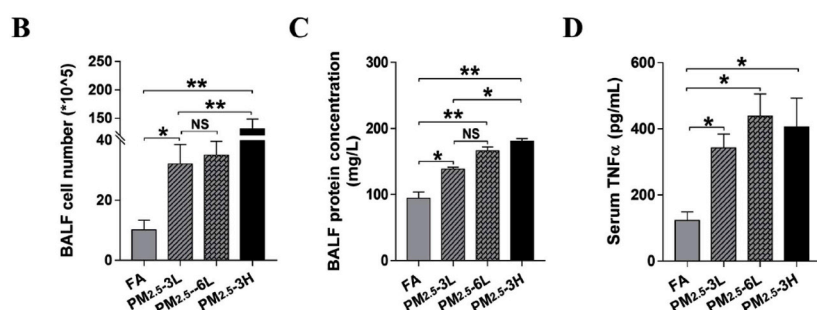 B
C
D
BALF cell number (*10^5)
250
200
150
100
40
20
0
**
**
*
NS
FA
PM2.5-3L
PM2.5--6L
PM2.5-3H
BALF protein concentration
(mg/L)
300
200
100
0
**
*
**
NS
*
FA
PM2.5-3L
PM2.5-6L
PM2.5-3H
Serum TNFα (pg/mL)
600
400
200
0
*
*
*
FA
PM2.5-3L
PM2.5-6L
PM2.5-3H